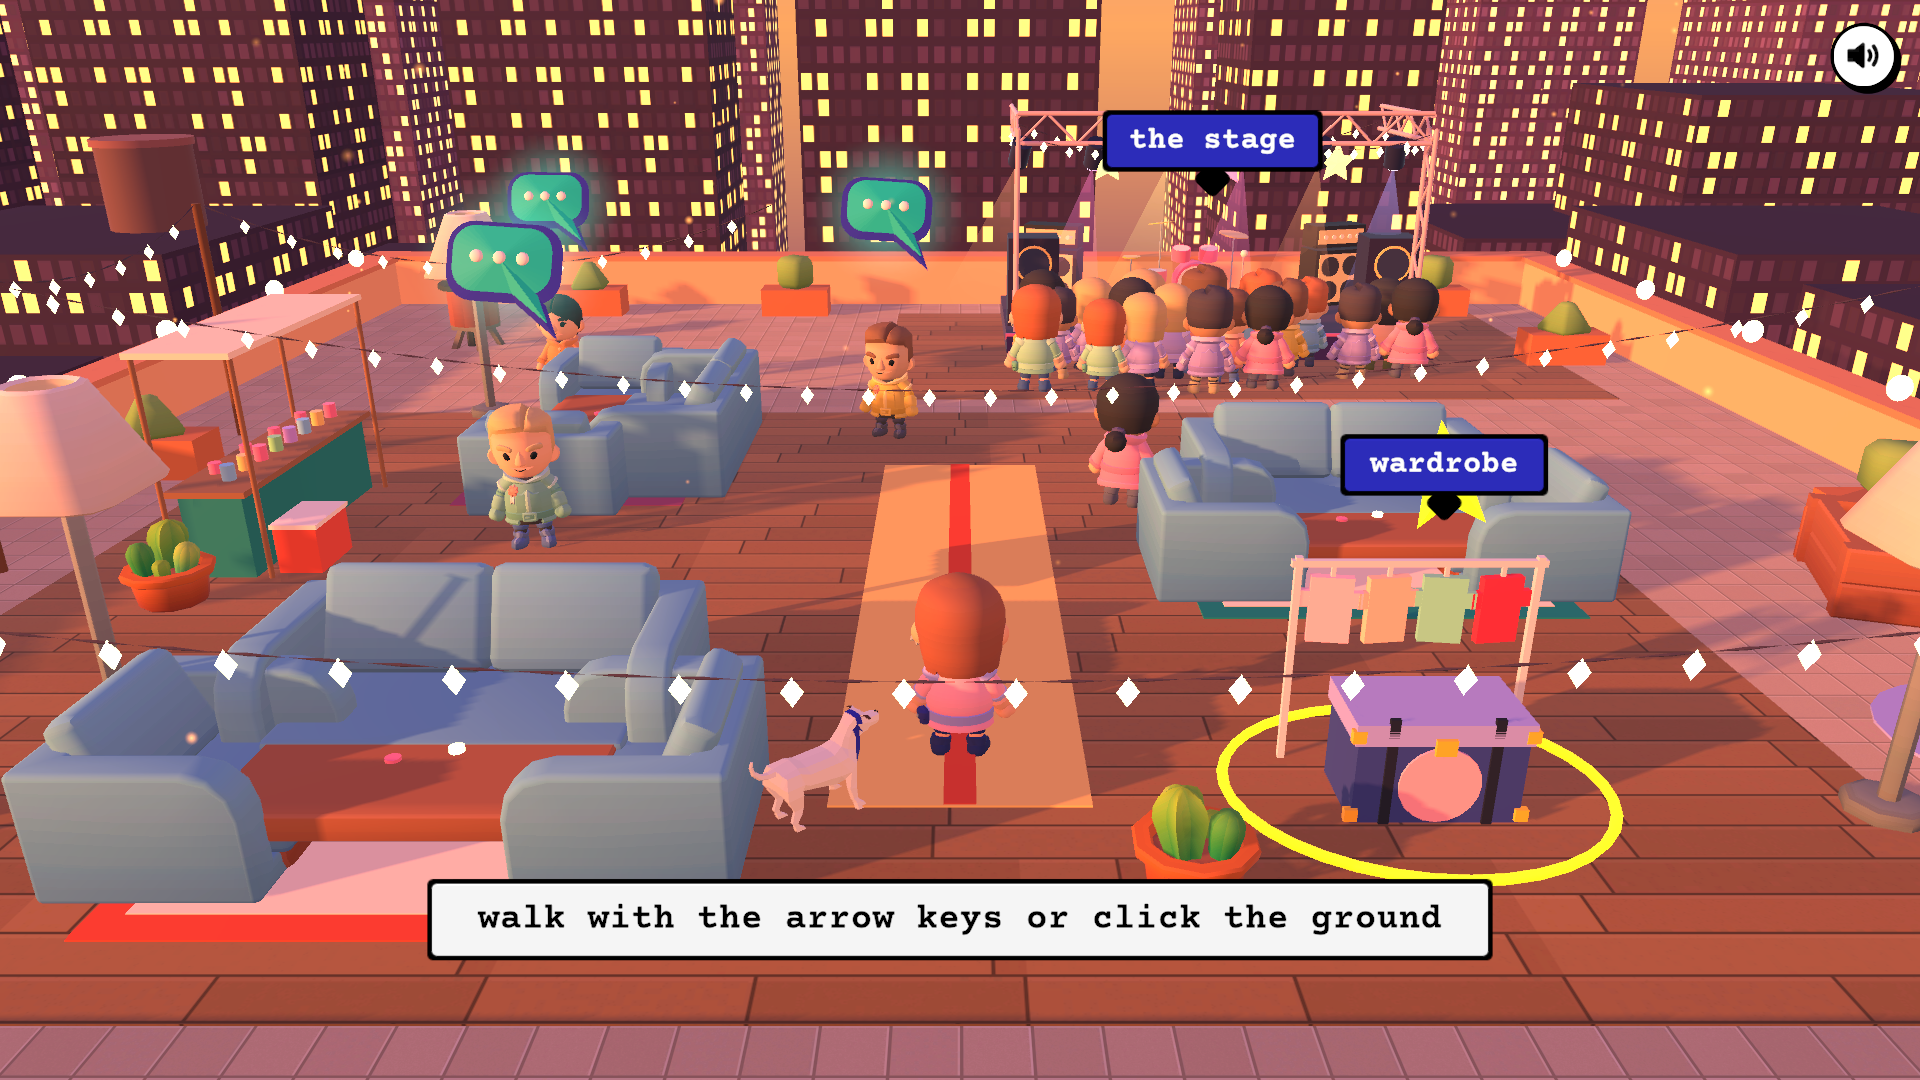 the stage
wardrobe
walk with the arrow keys or click the ground